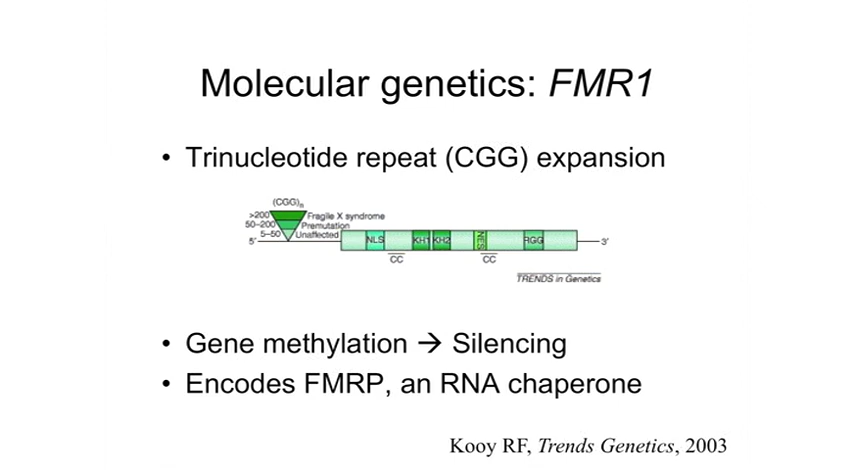 Molecular genetics: FMR1
• Trinucleotide repeat (CGG) expansion
(CGG)n
>200 Fragile X syndrome
50–200 Premutation
5–50 Unaffected
5' NLS KH1 KH2 NES RGG 3'
CC CC
TRENDS in Genetics
• Gene methylation → Silencing
• Encodes FMRP, an RNA chaperone
Kooy RF, Trends Genetics, 2003